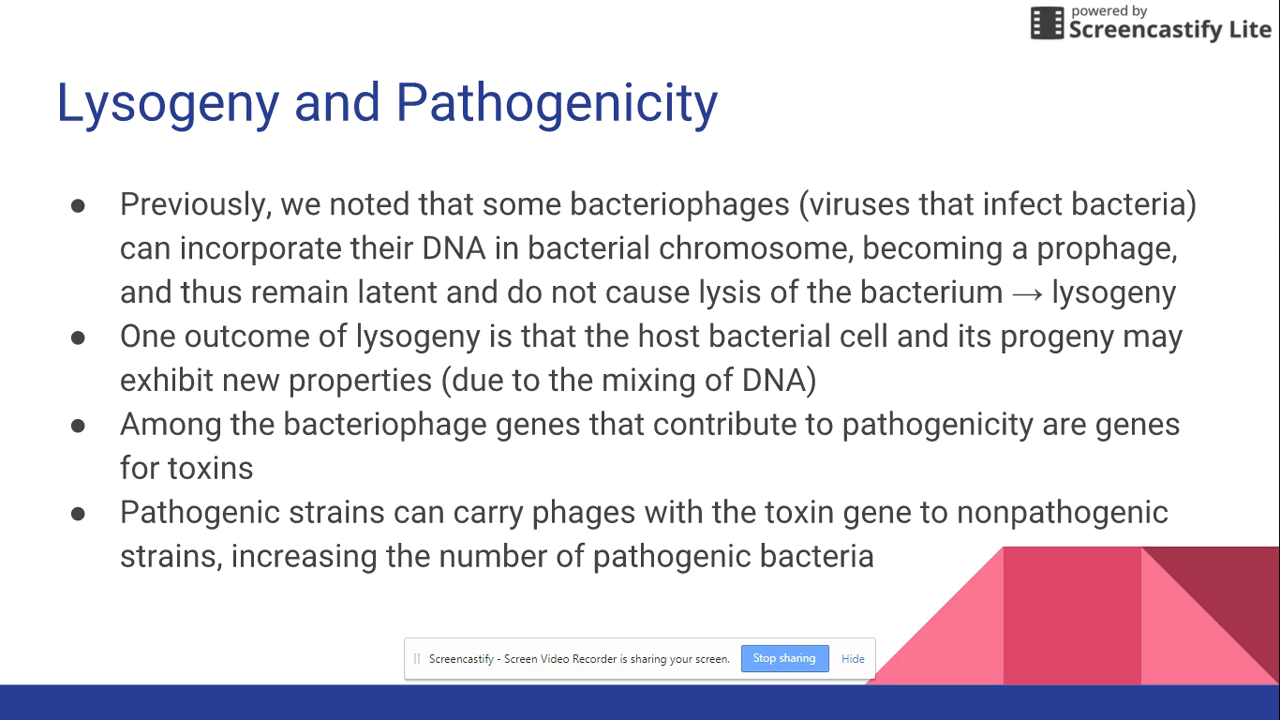 powered by
Screencastify Lite
Lysogeny and Pathogenicity
● Previously, we noted that some bacteriophages (viruses that infect bacteria)
can incorporate their DNA in bacterial chromosome, becoming a prophage,
and thus remain latent and do not cause lysis of the bacterium → lysogeny
● One outcome of lysogeny is that the host bacterial cell and its progeny may
exhibit new properties (due to the mixing of DNA)
● Among the bacteriophage genes that contribute to pathogenicity are genes
for toxins
● Pathogenic strains can carry phages with the toxin gene to nonpathogenic
strains, increasing the number of pathogenic bacteria
Screencastify - Screen Video Recorder is sharing your screen. Stop sharing Hide